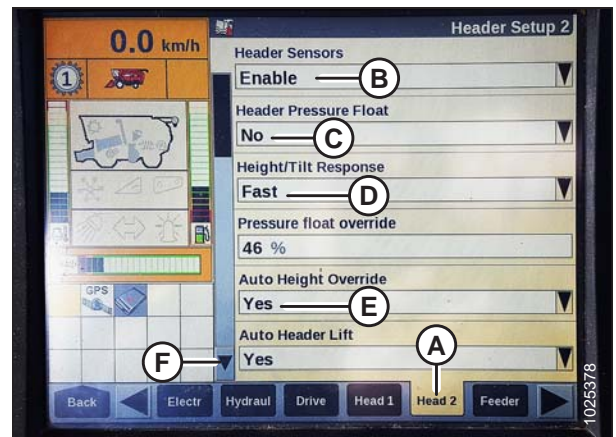 0.0 km/h
Header Setup 2
1
Header Sensors
Enable
B
Header Pressure Float
No
C
Height/Tilt Response
Fast
D
Pressure float override
46 %
GPS
Auto Height Override
Yes
E
Auto Header Lift
Yes
F
A
Back
Electr
Hydraul
Drive
Head 1
Head 2
Feeder
1025378